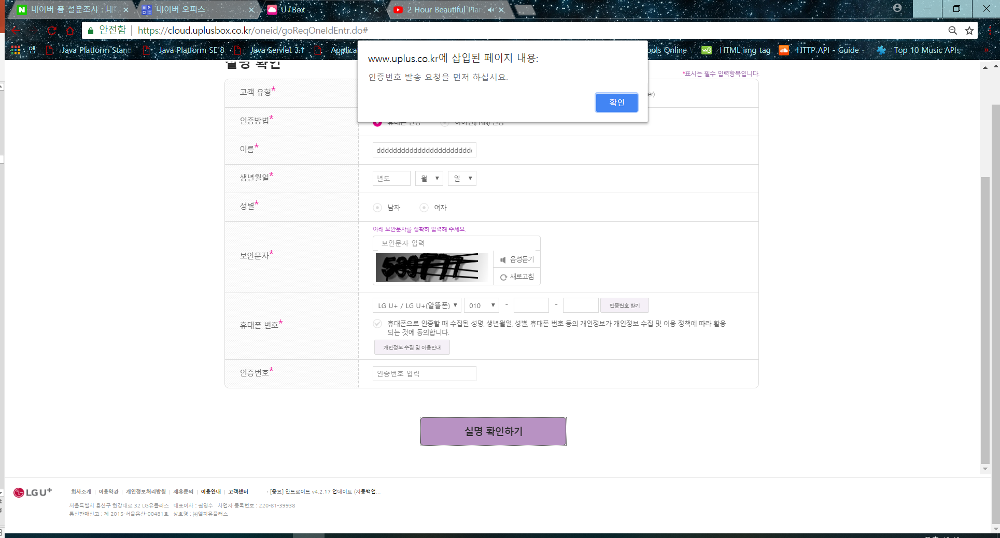 네이버 폼 설문조사 : 네
네이버 오피스
U+Box
2 Hour Beautiful Pian
안전함
https://cloud.uplusbox.co.kr/oneid/goReqOneIdEntr.do#
앱
Java Platform Stand
Java Platform SE 8
Java Servlet 3.1
Applica
ools Online
HTML img tag
HTTP API - Guide
Top 10 Music APIs
www.uplus.co.kr에 삽입된 페이지 내용:
인증번호 발송 요청을 먼저 하십시요.
확인
실명 확인
*표시는 필수 입력항목입니다.
고객 유형*
er)
인증방법*
휴대폰 인증
아이핀(I-PIN) 인증
이름*
ddddddddddddddddddddddddd
생년월일*
년도
월
일
성별*
남자
여자
아래 보안문자를 정확히 입력해 주세요.
보안문자*
보안문자 입력
음성듣기
새로고침
휴대폰 번호*
LG U+ / LG U+(알뜰폰)
010
-
-
인증번호 받기
휴대폰으로 인증할 때 수집된 성명, 생년월일, 성별, 휴대폰 번호 등의 개인정보가 개인정보 수집 및 이용 정책에 따라 활용
되는 것에 동의합니다.
개인정보 수집 및 이용안내
인증번호*
인증번호 입력
실명 확인하기
LG U+
회사소개 | 이용약관 | 개인정보처리방침 | 제휴문의 | 이용안내 | 고객센터
· [중요] 안드로이드 v4.2.17 업데이트 (자동백업...
서울특별시 용산구 한강대로 32 LG유플러스 대표이사 : 권영수 사업자 등록번호 : 220-81-39938
통신판매신고 : 제 2015-서울용산-00481호 상호명 : ㈜엘지유플러스